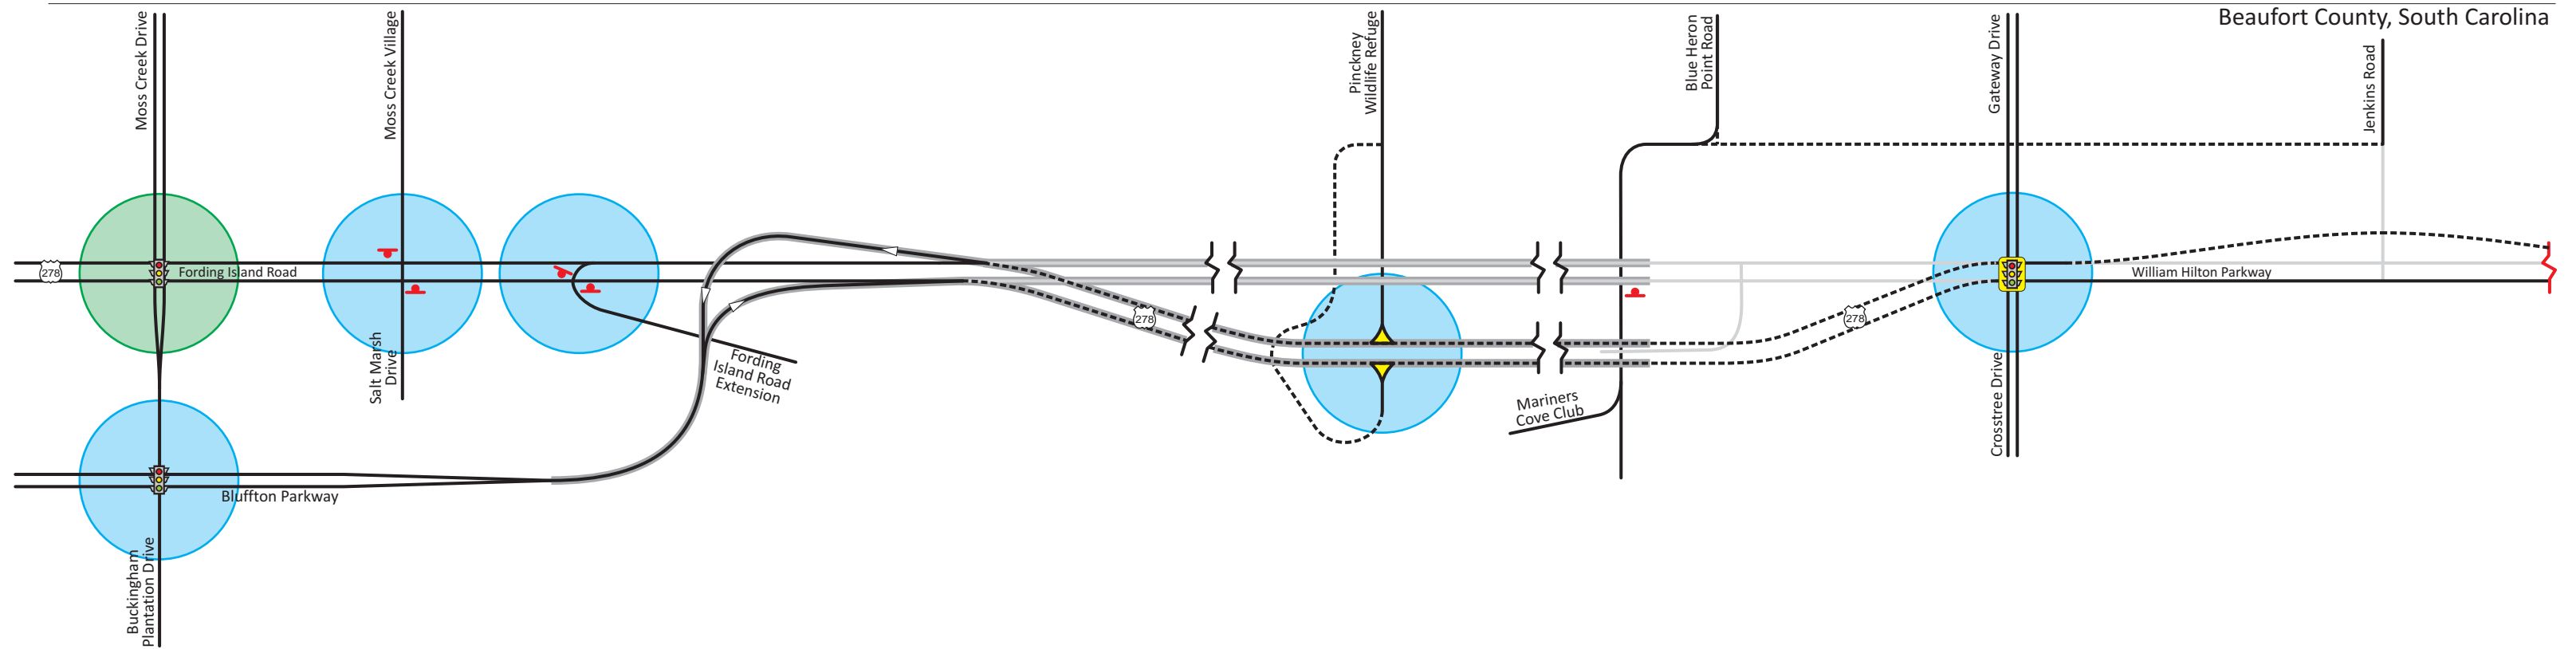 Beaufort County, South Carolina
Moss Creek Drive
Moss Creek Village
Pinckney
Wildlife Refuge
Blue Heron
Point Road
Gateway Drive
Jenkins Road
278
Fording Island Road
William Hilton Parkway
278
278
Salt Marsh
Drive
Fording
Island Road
Extension
Mariners
Cove Club
Crosstree Drive
Bluffton Parkway
Buckingham
Plantation Drive